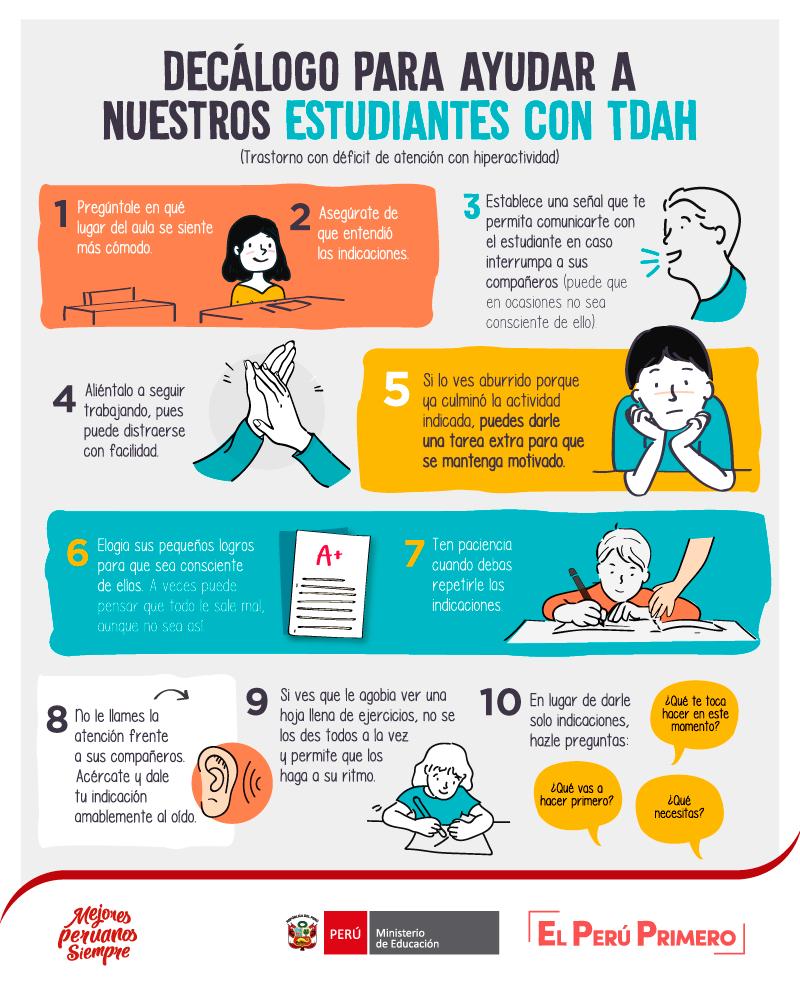 DECÁLOGO PARA AYUDAR A
NUESTROS ESTUDIANTES CON TDAH
(Trastorno con déficit de atención con hiperactividad)
1 Pregúntale en qué
lugar del aula se siente
más cómodo.
2 Asegúrate de
que entendió
las indicaciones.
3 Establece una señal que te
permita comunicarte con
el estudiante en caso
interrumpa a sus
compañeros (puede que
en ocasiones no sea
consciente de ello)
4 Aliéntalo a seguir
trabajando, pues
puede distraerse
con facilidad.
5 Si lo ves aburrido porque
ya culminó la actividad
indicada, puedes darle
una tarea extra para que
se mantenga motivado.
6 Elogia sus pequeños logros
para que sea consciente
de ellos. A veces puede
pensar que todo le sale mal,
aunque no sea así.
A+
7 Ten paciencia
cuando debas
repetirle las
indicaciones
8 No le llames la
atención frente
a sus compañeros.
Acércate y dale
tu indicación
amablemente al oído.
9 Si ves que le agobia ver una
hoja llena de ejercicios, no se
los des todos a la vez
y permite que los
haga a su ritmo.
10 En lugar de darle
solo indicaciones,
hazle preguntas:
¿Qué te toca
hacer en este
momento?
¿Qué vas a
hacer primero?
¿Qué
necesitas?
Mejores
peruanos
Siempre
REPÚBLICA DEL PERÚ
PERÚ
Ministerio
de Educación
EL PERÚ PRIMERO